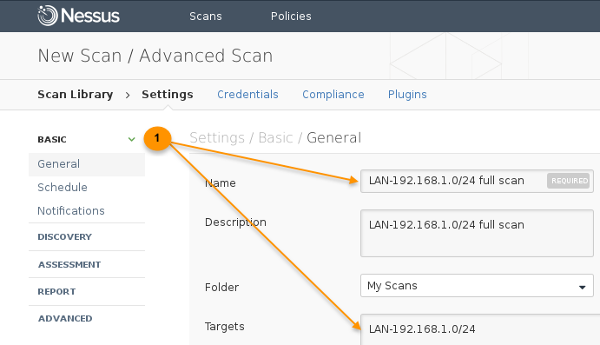 Nessus Scans Policies
New Scan / Advanced Scan
Scan Library > Settings Credentials Compliance Plugins
BASIC
General
Schedule
Notifications
DISCOVERY
ASSESSMENT
REPORT
ADVANCED
1
Settings / Basic / General
Name LAN-192.168.1.0/24 full scan REQUIRED
Description LAN-192.168.1.0/24 full scan
Folder My Scans
Targets LAN-192.168.1.0/24